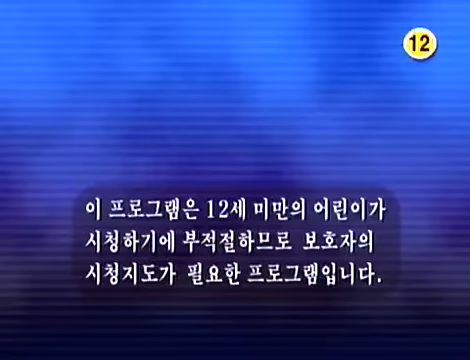 12
이 프로그램은 12세 미만의 어린이가
시청하기에 부적절하므로 보호자의
시청지도가 필요한 프로그램입니다.